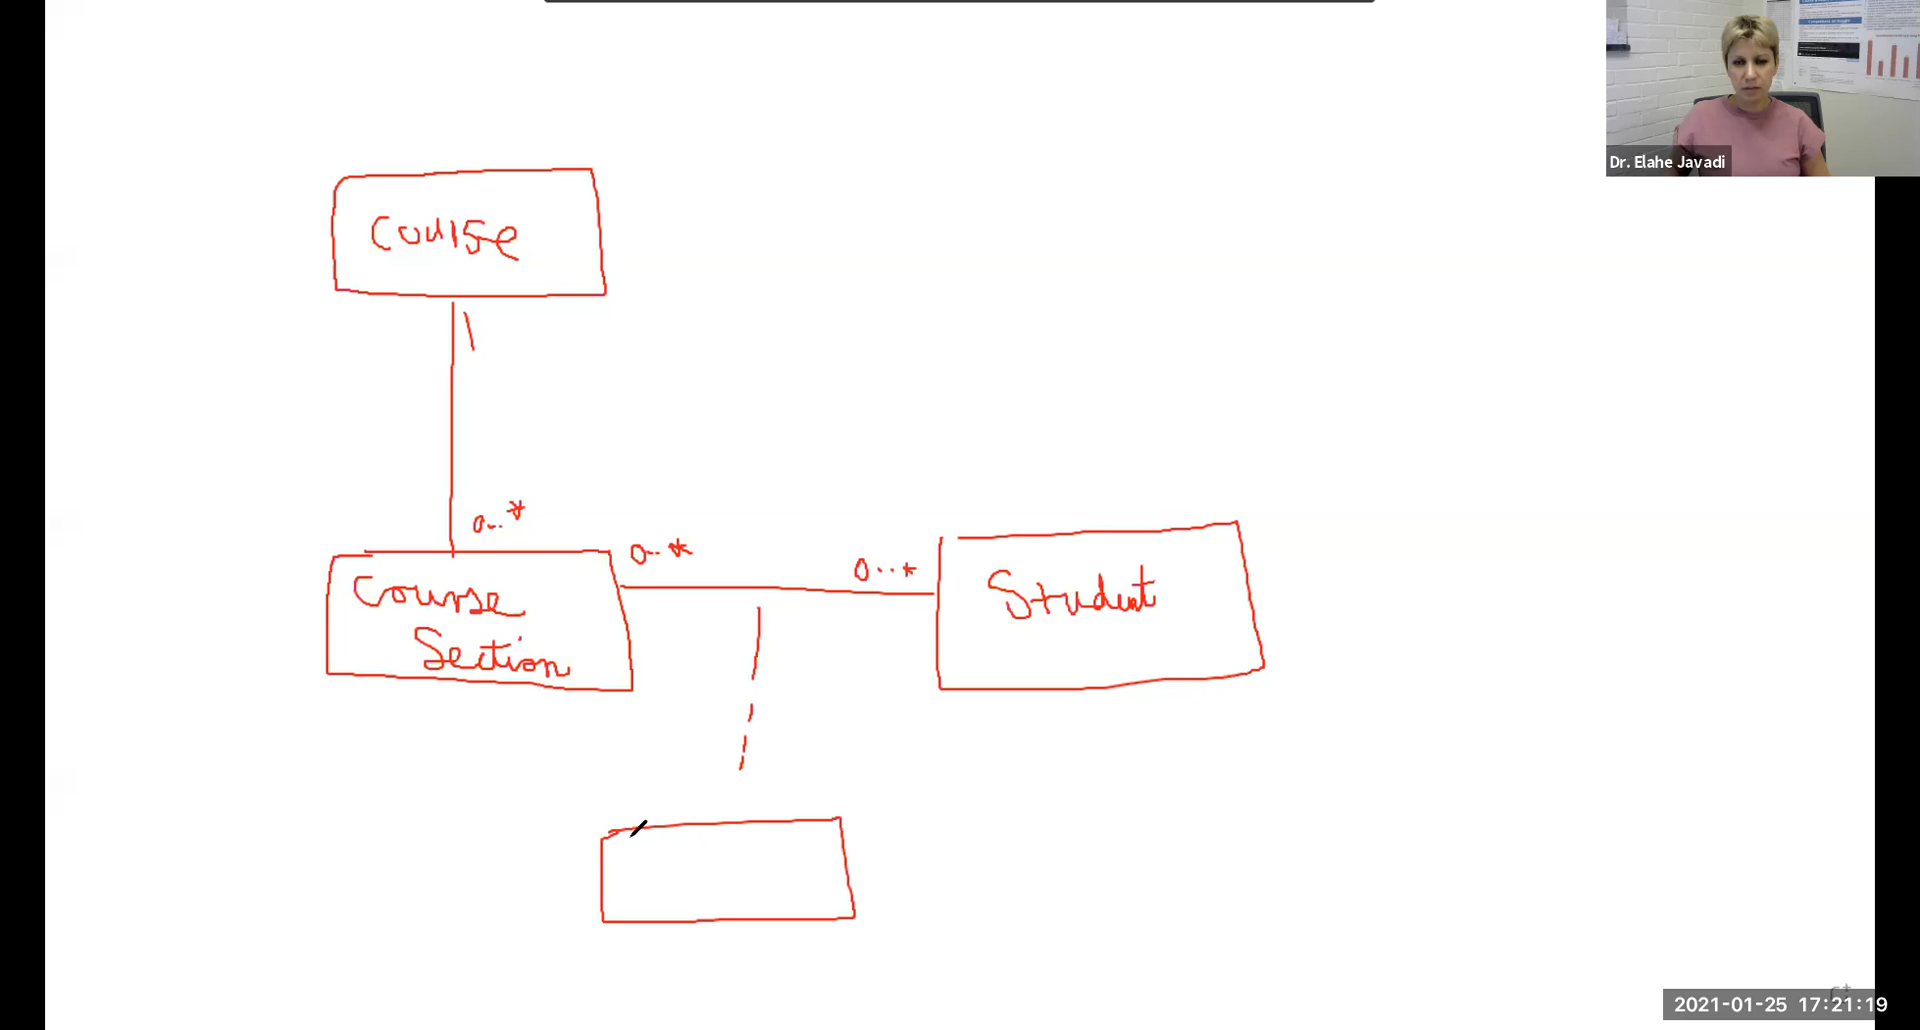 Dr. Elahe Javadi
Course
1
0..*
0..*
0..*
Course
Section
Student
2021-01-25 17:21:19